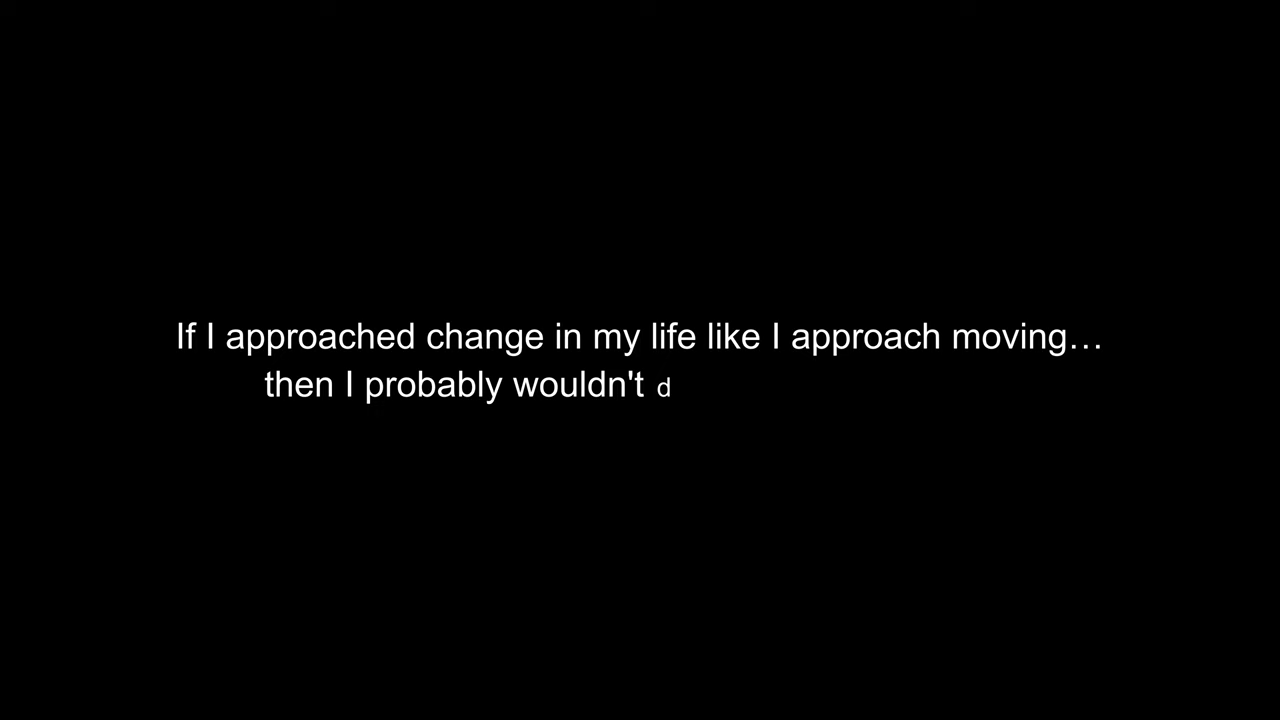 If I approached change in my life like I approach moving…
then I probably wouldn't d